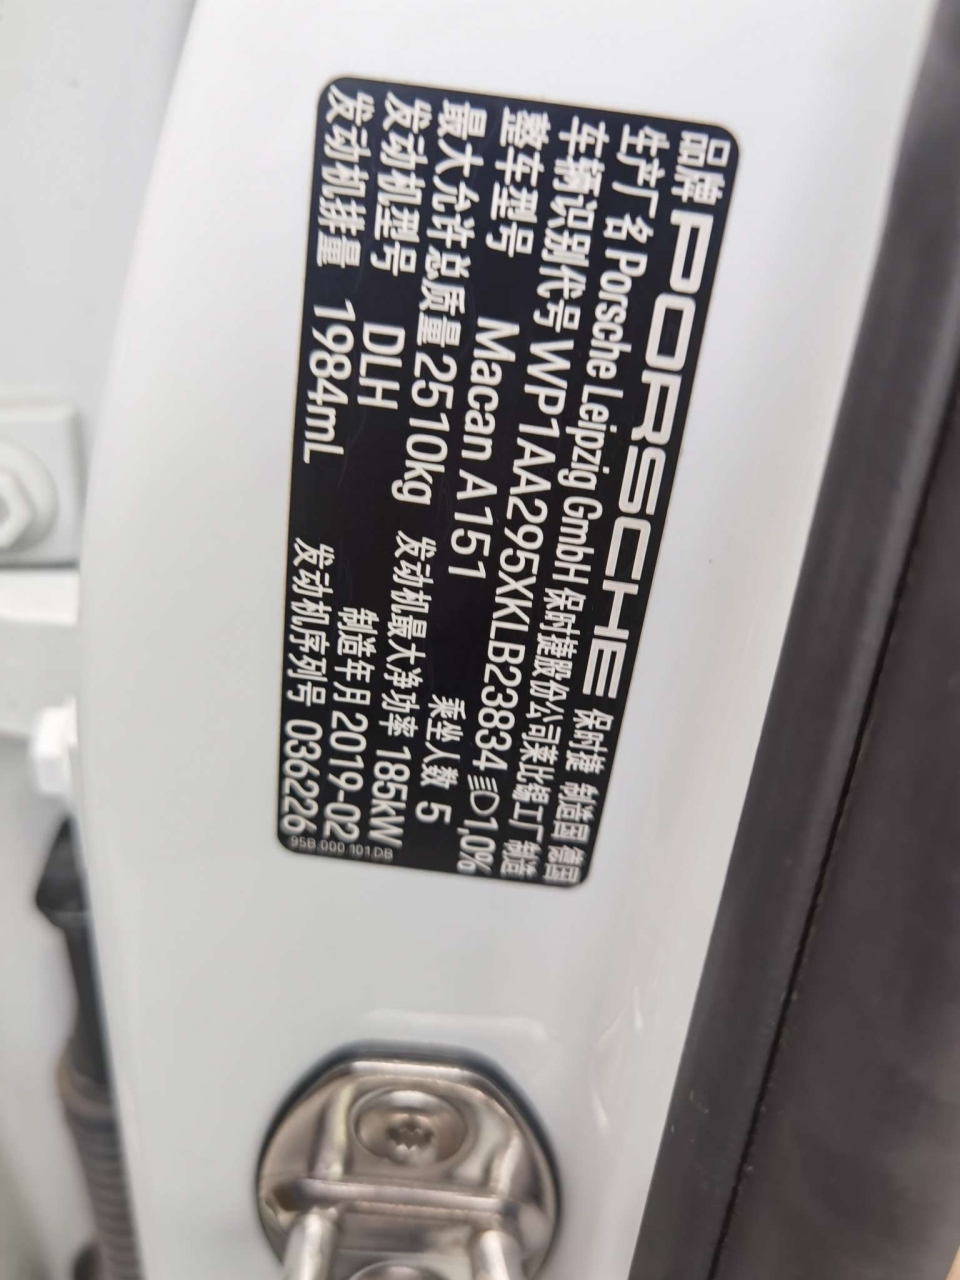 品牌 PORSCHE 保时捷 制造国 德国
生产厂名 Porsche Leipzig GmbH 保时捷股份公司莱比锡工厂 制造
车辆识别代号 WP1AA295XKLB23834 1,0%
整车型号 Macan A151 乘坐人数 5
最大允许总质量 2510kg 发动机最大净功率 185kW
发动机型号 DLH 制造年月 2019-02
发动机排量 1984mL 发动机序列号 036226
95B.000.101.DB